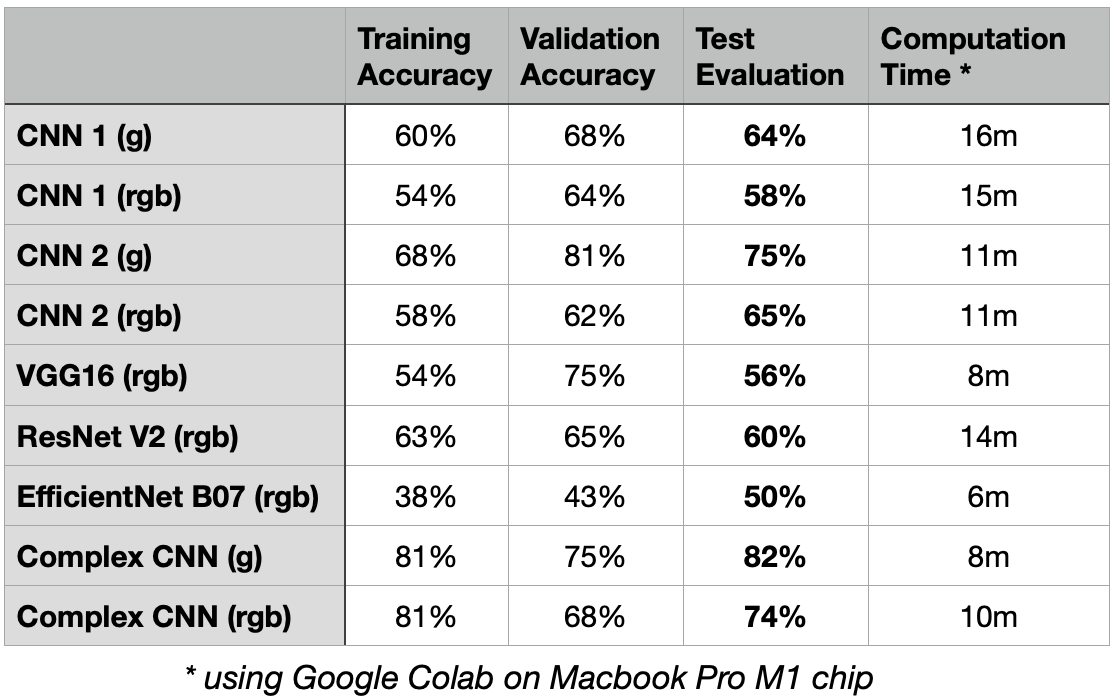 Training Accuracy Validation Accuracy Test Evaluation Computation Time *
CNN 1 (g) 60% 68% 64% 16m
CNN 1 (rgb) 54% 64% 58% 15m
CNN 2 (g) 68% 81% 75% 11m
CNN 2 (rgb) 58% 62% 65% 11m
VGG16 (rgb) 54% 75% 56% 8m
ResNet V2 (rgb) 63% 65% 60% 14m
EfficientNet B07 (rgb) 38% 43% 50% 6m
Complex CNN (g) 81% 75% 82% 8m
Complex CNN (rgb) 81% 68% 74% 10m
* using Google Colab on Macbook Pro M1 chip